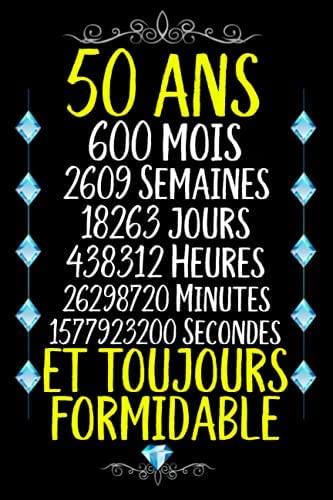 50 ANS
600 MOIS
2609 SEMAINES
18263 JOURS
438312 HEURES
26298720 MINUTES
1577923200 SECONDES
ET TOUJOURS
FORMIDABLE